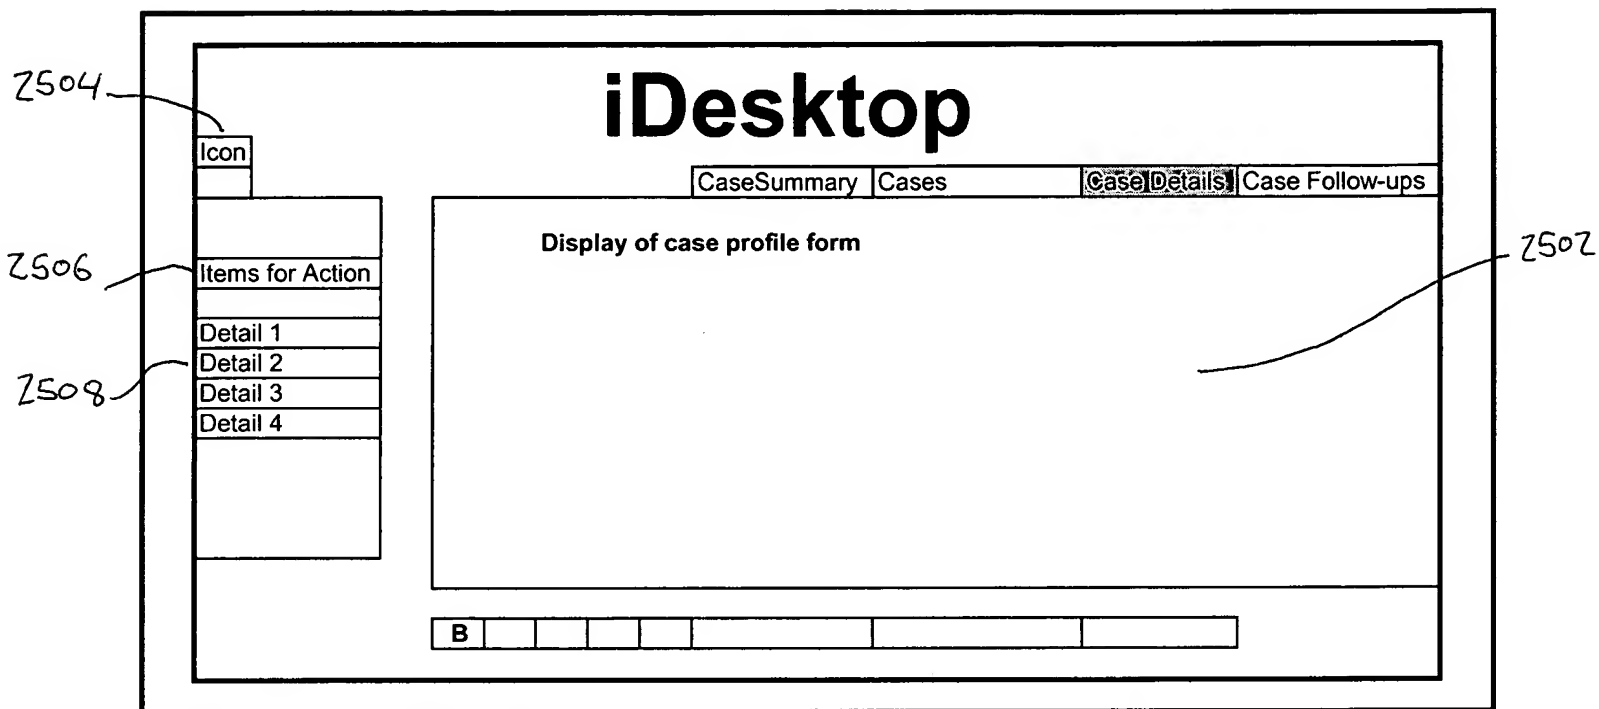 iDesktop
2504
Icon
CaseSummary Cases Case Details Case Follow-ups
Display of case profile form
2502
2506
Items for Action
Detail 1
Detail 2
2508
Detail 3
Detail 4
B